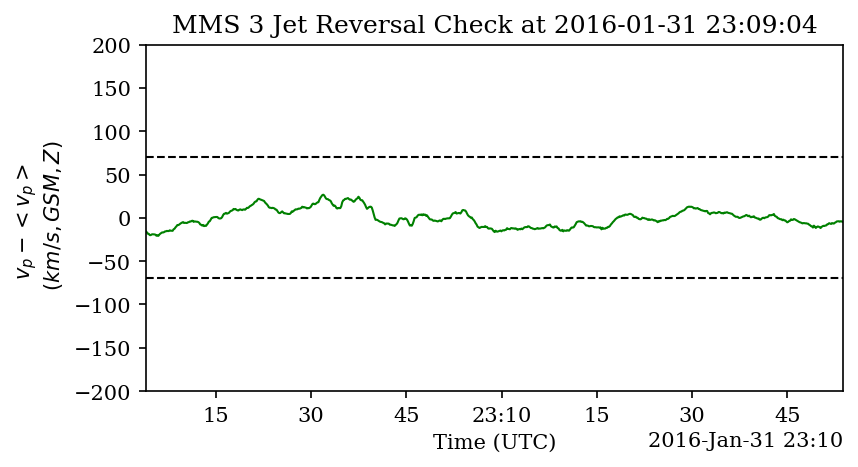 MMS 3 Jet Reversal Check at 2016-01-31 23:09:04
v_p − < v_p >
(km/s, GSM, Z)
200
150
100
50
0
−50
−100
−150
−200
15 30 45 23:10 15 30 45
Time (UTC)
2016-Jan-31 23:10